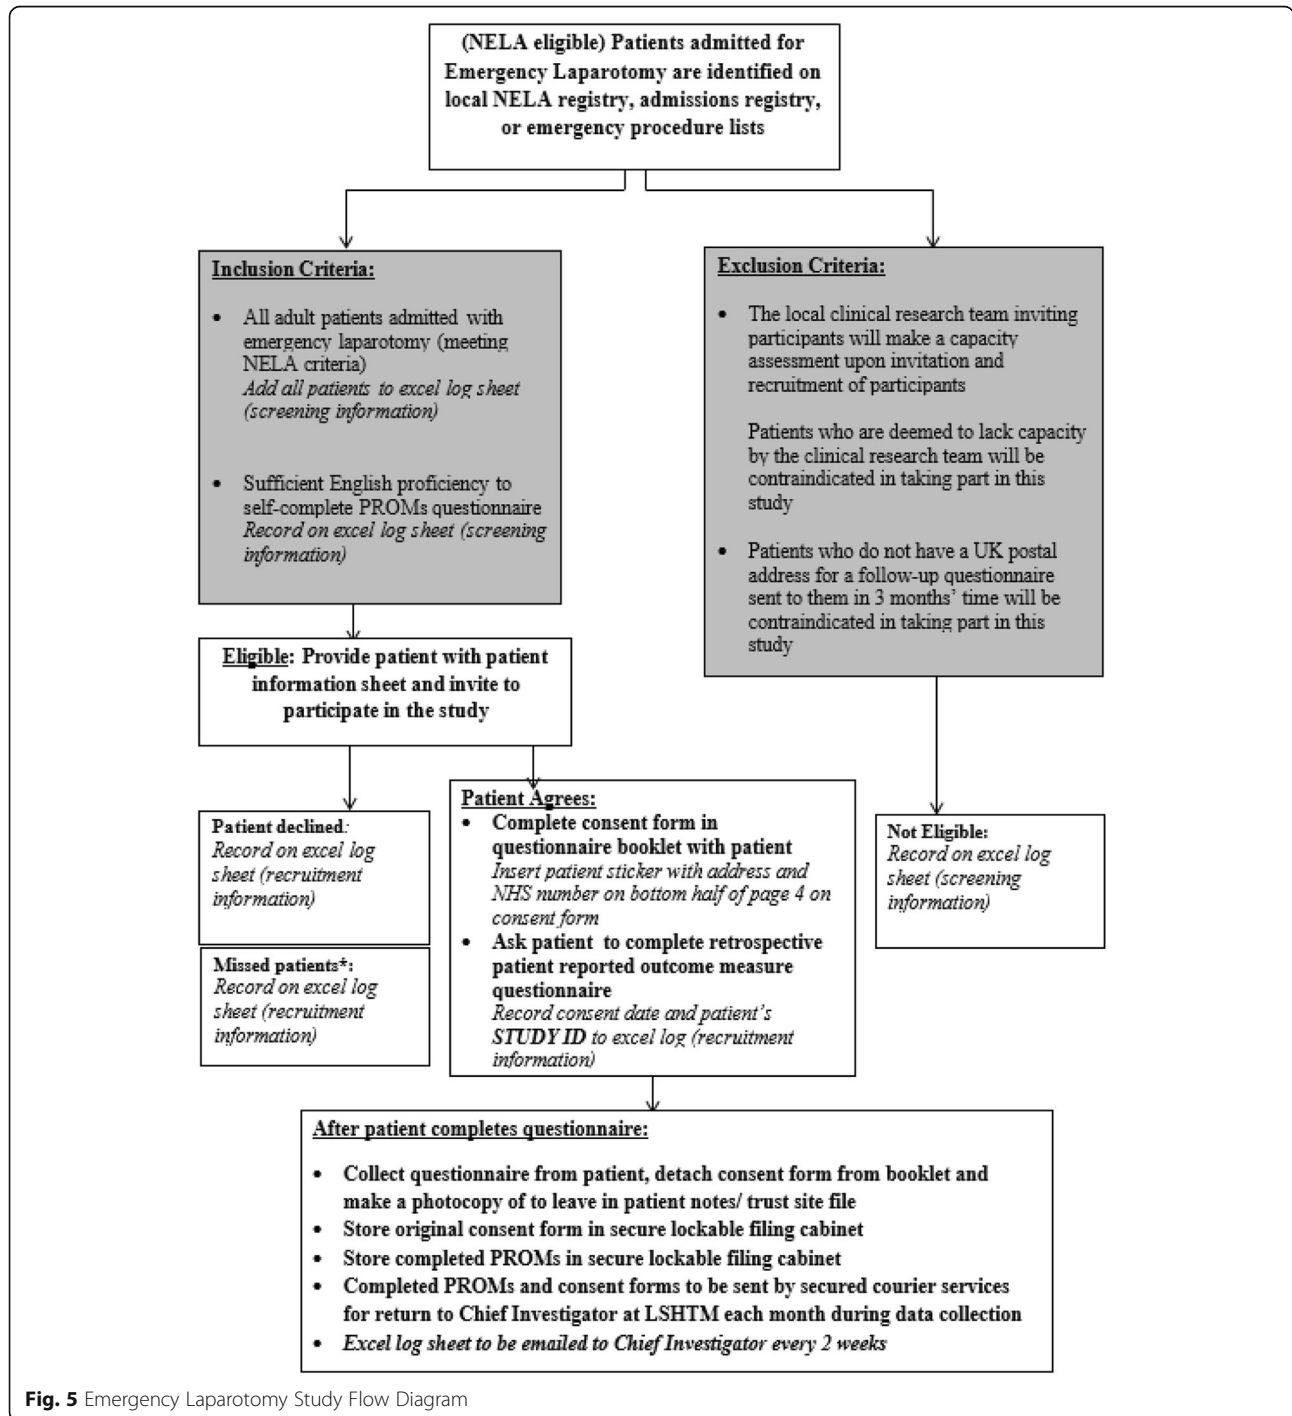 (NELA eligible) Patients admitted for
Emergency Laparotomy are identified on
local NELA registry, admissions registry,
or emergency procedure lists
Inclusion Criteria:
• All adult patients admitted with
emergency laparotomy (meeting
NELA criteria)
Add all patients to excel log sheet
(screening information)
• Sufficient English proficiency to
self-complete PROMs questionnaire
Record on excel log sheet (screening
information)
Exclusion Criteria:
• The local clinical research team inviting
participants will make a capacity
assessment upon invitation and
recruitment of participants
Patients who are deemed to lack capacity
by the clinical research team will be
contraindicated in taking part in this
study
• Patients who do not have a UK postal
address for a follow-up questionnaire
sent to them in 3 months' time will be
contraindicated in taking part in this
study
Eligible: Provide patient with patient
information sheet and invite to
participate in the study
Patient declined:
Record on excel log
sheet (recruitment
information)
Missed patients*:
Record on excel log
sheet (recruitment
information)
Patient Agrees:
• Complete consent form in
questionnaire booklet with patient
Insert patient sticker with address and
NHS number on bottom half of page 4 on
consent form
• Ask patient to complete retrospective
patient reported outcome measure
questionnaire
Record consent date and patient's
STUDY ID to excel log (recruitment
information)
Not Eligible:
Record on excel log
sheet (screening
information)
After patient completes questionnaire:
• Collect questionnaire from patient, detach consent form from booklet and
make a photocopy of to leave in patient notes/ trust site file
• Store original consent form in secure lockable filing cabinet
• Store completed PROMs in secure lockable filing cabinet
• Completed PROMs and consent forms to be sent by secured courier services
for return to Chief Investigator at LSHTM each month during data collection
• Excel log sheet to be emailed to Chief Investigator every 2 weeks
Fig. 5 Emergency Laparotomy Study Flow Diagram